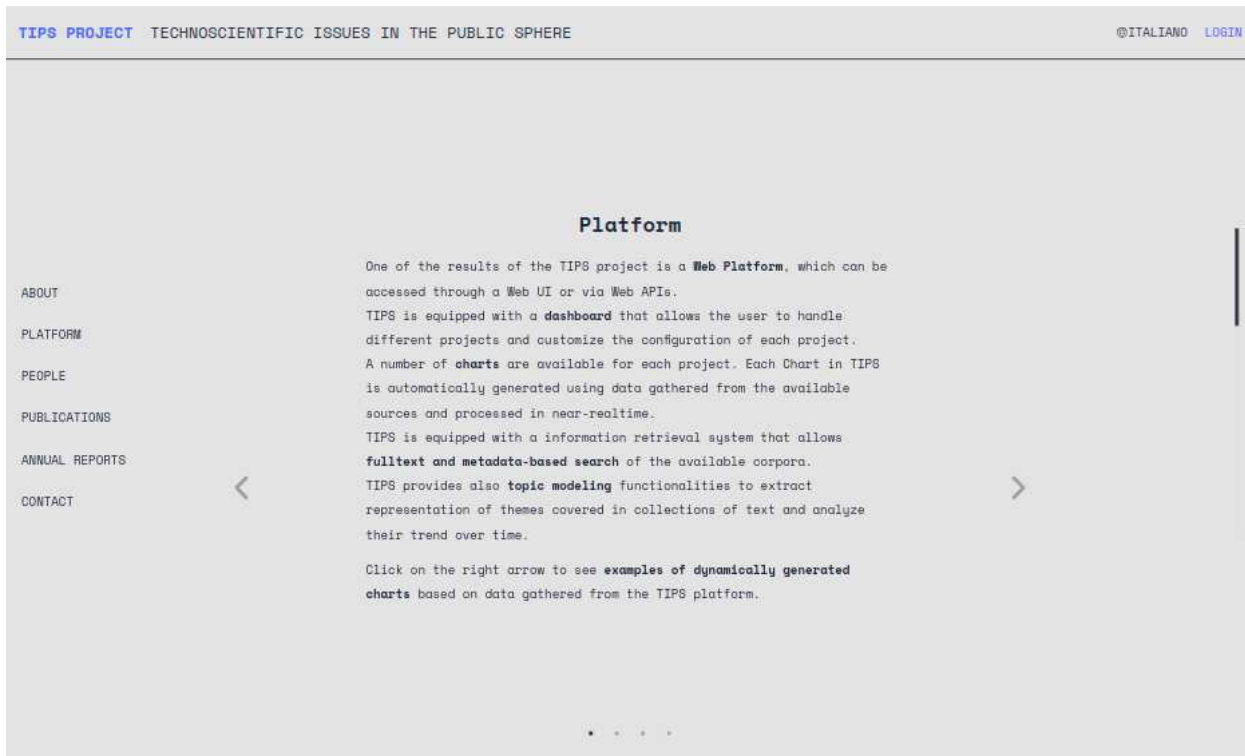 TIPS PROJECT TECHNOSCIENTIFIC ISSUES IN THE PUBLIC SPHERE
@ITALIANO LOGIN
ABOUT
PLATFORM
PEOPLE
PUBLICATIONS
ANNUAL REPORTS
CONTACT
Platform
One of the results of the TIPS project is a Web Platform, which can be
accessed through a Web UI or via Web APIs.
TIPS is equipped with a dashboard that allows the user to handle
different projects and customize the configuration of each project.
A number of charts are available for each project. Each Chart in TIPS
is automatically generated using data gathered from the available
sources and processed in near-realtime.
TIPS is equipped with a information retrieval system that allows
fulltext and metadata-based search of the available corpora.
TIPS provides also topic modeling functionalities to extract
representation of themes covered in collections of text and analyze
their trend over time.
Click on the right arrow to see examples of dynamically generated
charts based on data gathered from the TIPS platform.